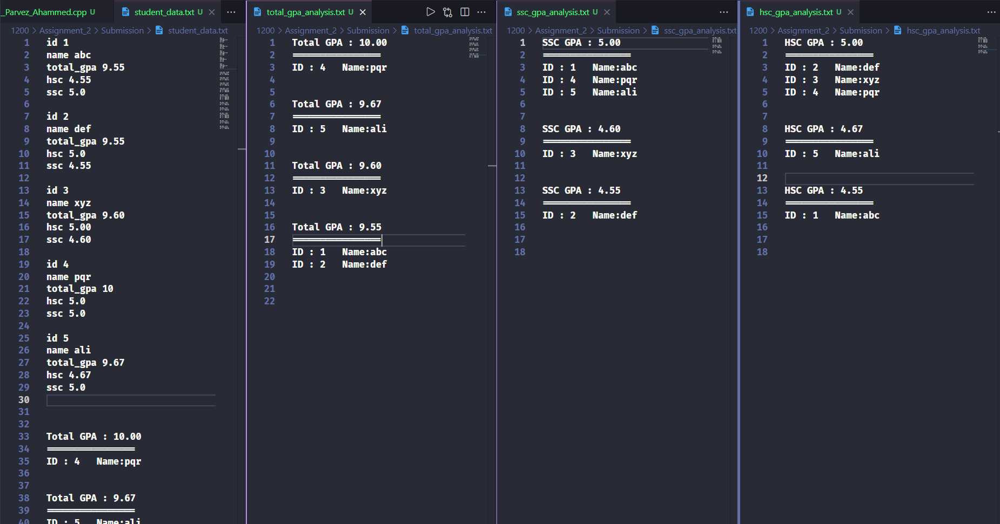 _Parvez_Ahammed.cpp U
student_data.txt U
1200 > Assignment_2 > Submission > student_data.txt
1 id 1
2 name abc
3 total_gpa 9.55
4 hsc 4.55
5 ssc 5.0
6
7 id 2
8 name def
9 total_gpa 9.55
10 hsc 5.0
11 ssc 4.55
12
13 id 3
14 name xyz
15 total_gpa 9.60
16 hsc 5.00
17 ssc 4.60
18
19 id 4
20 name pqr
21 total_gpa 10
22 hsc 5.0
23 ssc 5.0
24
25 id 5
26 name ali
27 total_gpa 9.67
28 hsc 4.67
29 ssc 5.0
30
31
32
33 Total GPA : 10.00
34 ================
35 ID : 4   Name:pqr
36
37
38 Total GPA : 9.67
39 ================
40 ID : 5   Name:ali
total_gpa_analysis.txt U
1200 > Assignment_2 > Submission > total_gpa_analysis.txt
1 Total GPA : 10.00
2 ================
3 ID : 4   Name:pqr
4
5
6 Total GPA : 9.67
7 ================
8 ID : 5   Name:ali
9
10
11 Total GPA : 9.60
12 ================
13 ID : 3   Name:xyz
14
15
16 Total GPA : 9.55
17 ================
18 ID : 1   Name:abc
19 ID : 2   Name:def
20
21
22
ssc_gpa_analysis.txt U
1200 > Assignment_2 > Submission > ssc_gpa_analysis.txt
1 SSC GPA : 5.00
2 ================
3 ID : 1   Name:abc
4 ID : 4   Name:pqr
5 ID : 5   Name:ali
6
7
8 SSC GPA : 4.60
9 ================
10 ID : 3   Name:xyz
11
12
13 SSC GPA : 4.55
14 ================
15 ID : 2   Name:def
16
17
18
hsc_gpa_analysis.txt U
1200 > Assignment_2 > Submission > hsc_gpa_analysis.txt
1 HSC GPA : 5.00
2 ================
3 ID : 2   Name:def
4 ID : 3   Name:xyz
5 ID : 4   Name:pqr
6
7
8 HSC GPA : 4.67
9 ================
10 ID : 5   Name:ali
11
12
13 HSC GPA : 4.55
14 ================
15 ID : 1   Name:abc
16
17
18